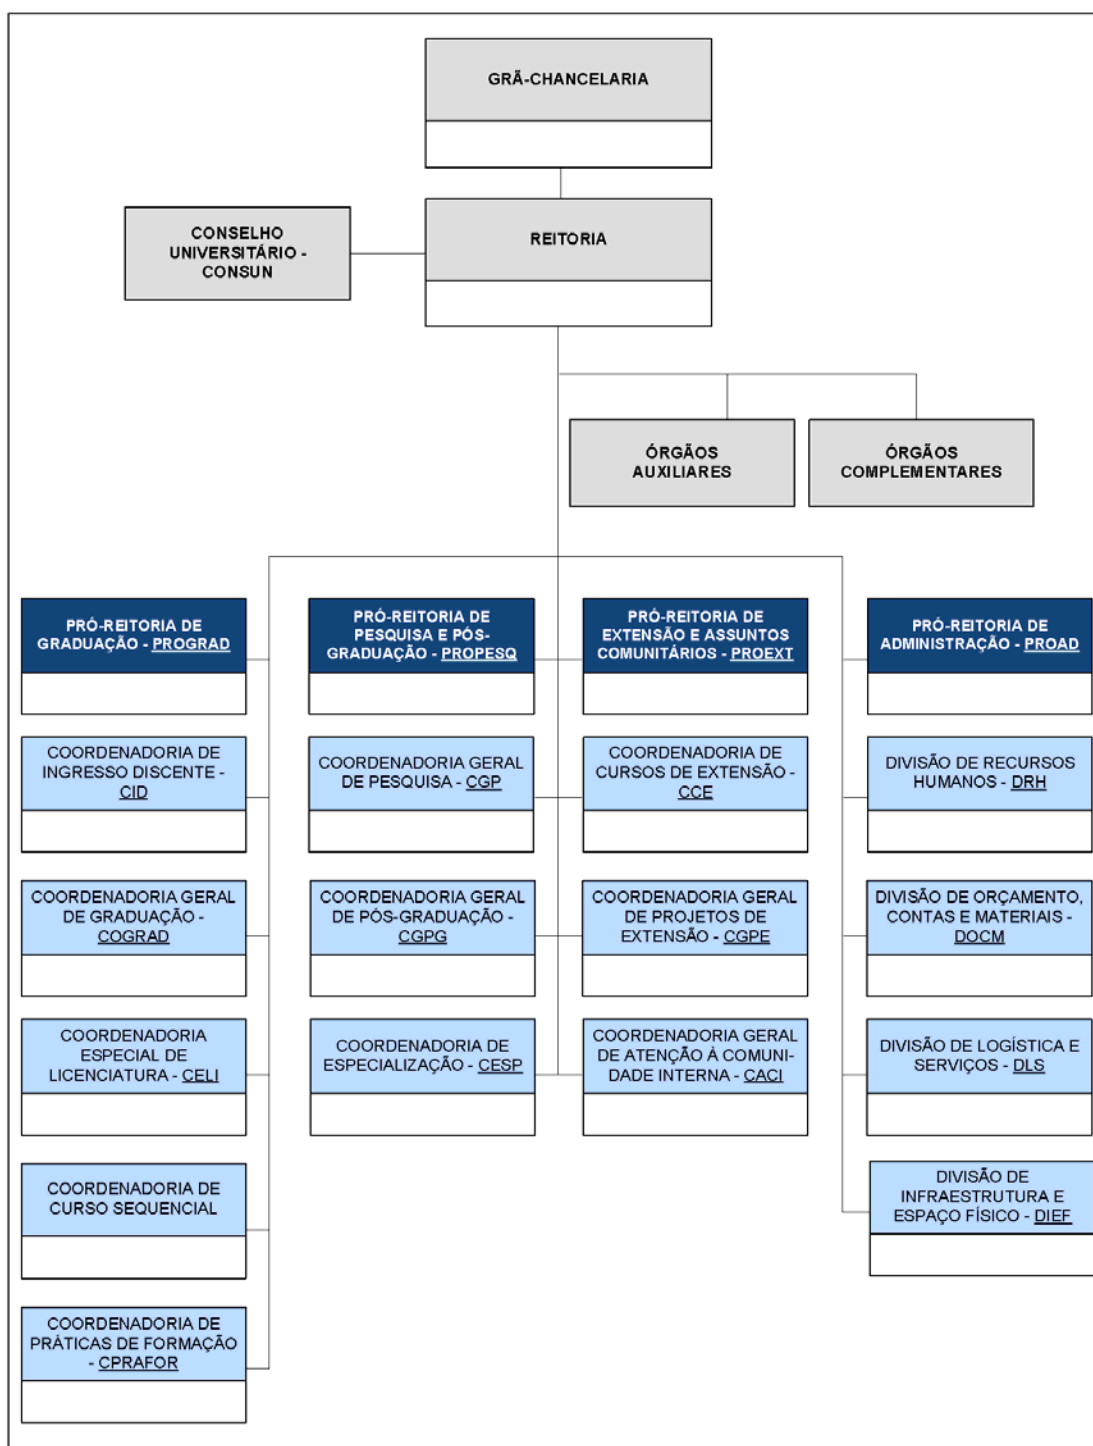 GRÃ-CHANCELARIA
CONSELHO
UNIVERSITÁRIO -
CONSUN
REITORIA
ÓRGÃOS
AUXILIARES
ÓRGÃOS
COMPLEMENTARES
PRÓ-REITORIA DE
GRADUAÇÃO - PROGRAD
PRÓ-REITORIA DE
PESQUISA E PÓS-
GRADUAÇÃO - PROPESQ
PRÓ-REITORIA DE
EXTENSÃO E ASSUNTOS
COMUNITÁRIOS - PROEXT
PRÓ-REITORIA DE
ADMINISTRAÇÃO - PROAD
COORDENADORIA DE
INGRESSO DISCENTE -
CID
COORDENADORIA GERAL
DE PESQUISA - CGP
COORDENADORIA DE
CURSOS DE EXTENSÃO -
CCE
DIVISÃO DE RECURSOS
HUMANOS - DRH
COORDENADORIA GERAL
DE GRADUAÇÃO -
COGRAD
COORDENADORIA GERAL
DE PÓS-GRADUAÇÃO -
CGPG
COORDENADORIA GERAL
DE PROJETOS DE
EXTENSÃO - CGPE
DIVISÃO DE ORÇAMENTO,
CONTAS E MATERIAIS -
DOCM
COORDENADORIA
ESPECIAL DE
LICENCIATURA - CELI
COORDENADORIA DE
ESPECIALIZAÇÃO - CESP
COORDENADORIA GERAL
DE ATENÇÃO À COMUNI-
DADE INTERNA - CACI
DIVISÃO DE LOGÍSTICA E
SERVIÇOS - DLS
COORDENADORIA DE
CURSO SEQUENCIAL
DIVISÃO DE
INFRAESTRUTURA E
ESPAÇO FÍSICO - DIEF
COORDENADORIA DE
PRÁTICAS DE FORMAÇÃO
- CPRAFOR